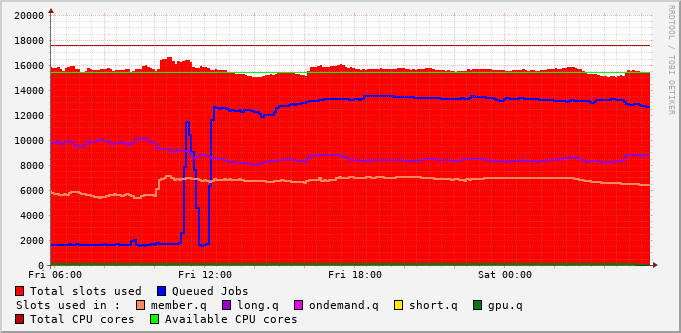 20000
18000
16000
14000
12000
10000
8000
6000
4000
2000
0
Fri 06:00 Fri 12:00 Fri 18:00 Sat 00:00
Total slots used Queued Jobs
Slots used in : member.q long.q ondemand.q short.q gpu.q
Total CPU cores Available CPU cores
RRDTOOL / TOBI OETIKER